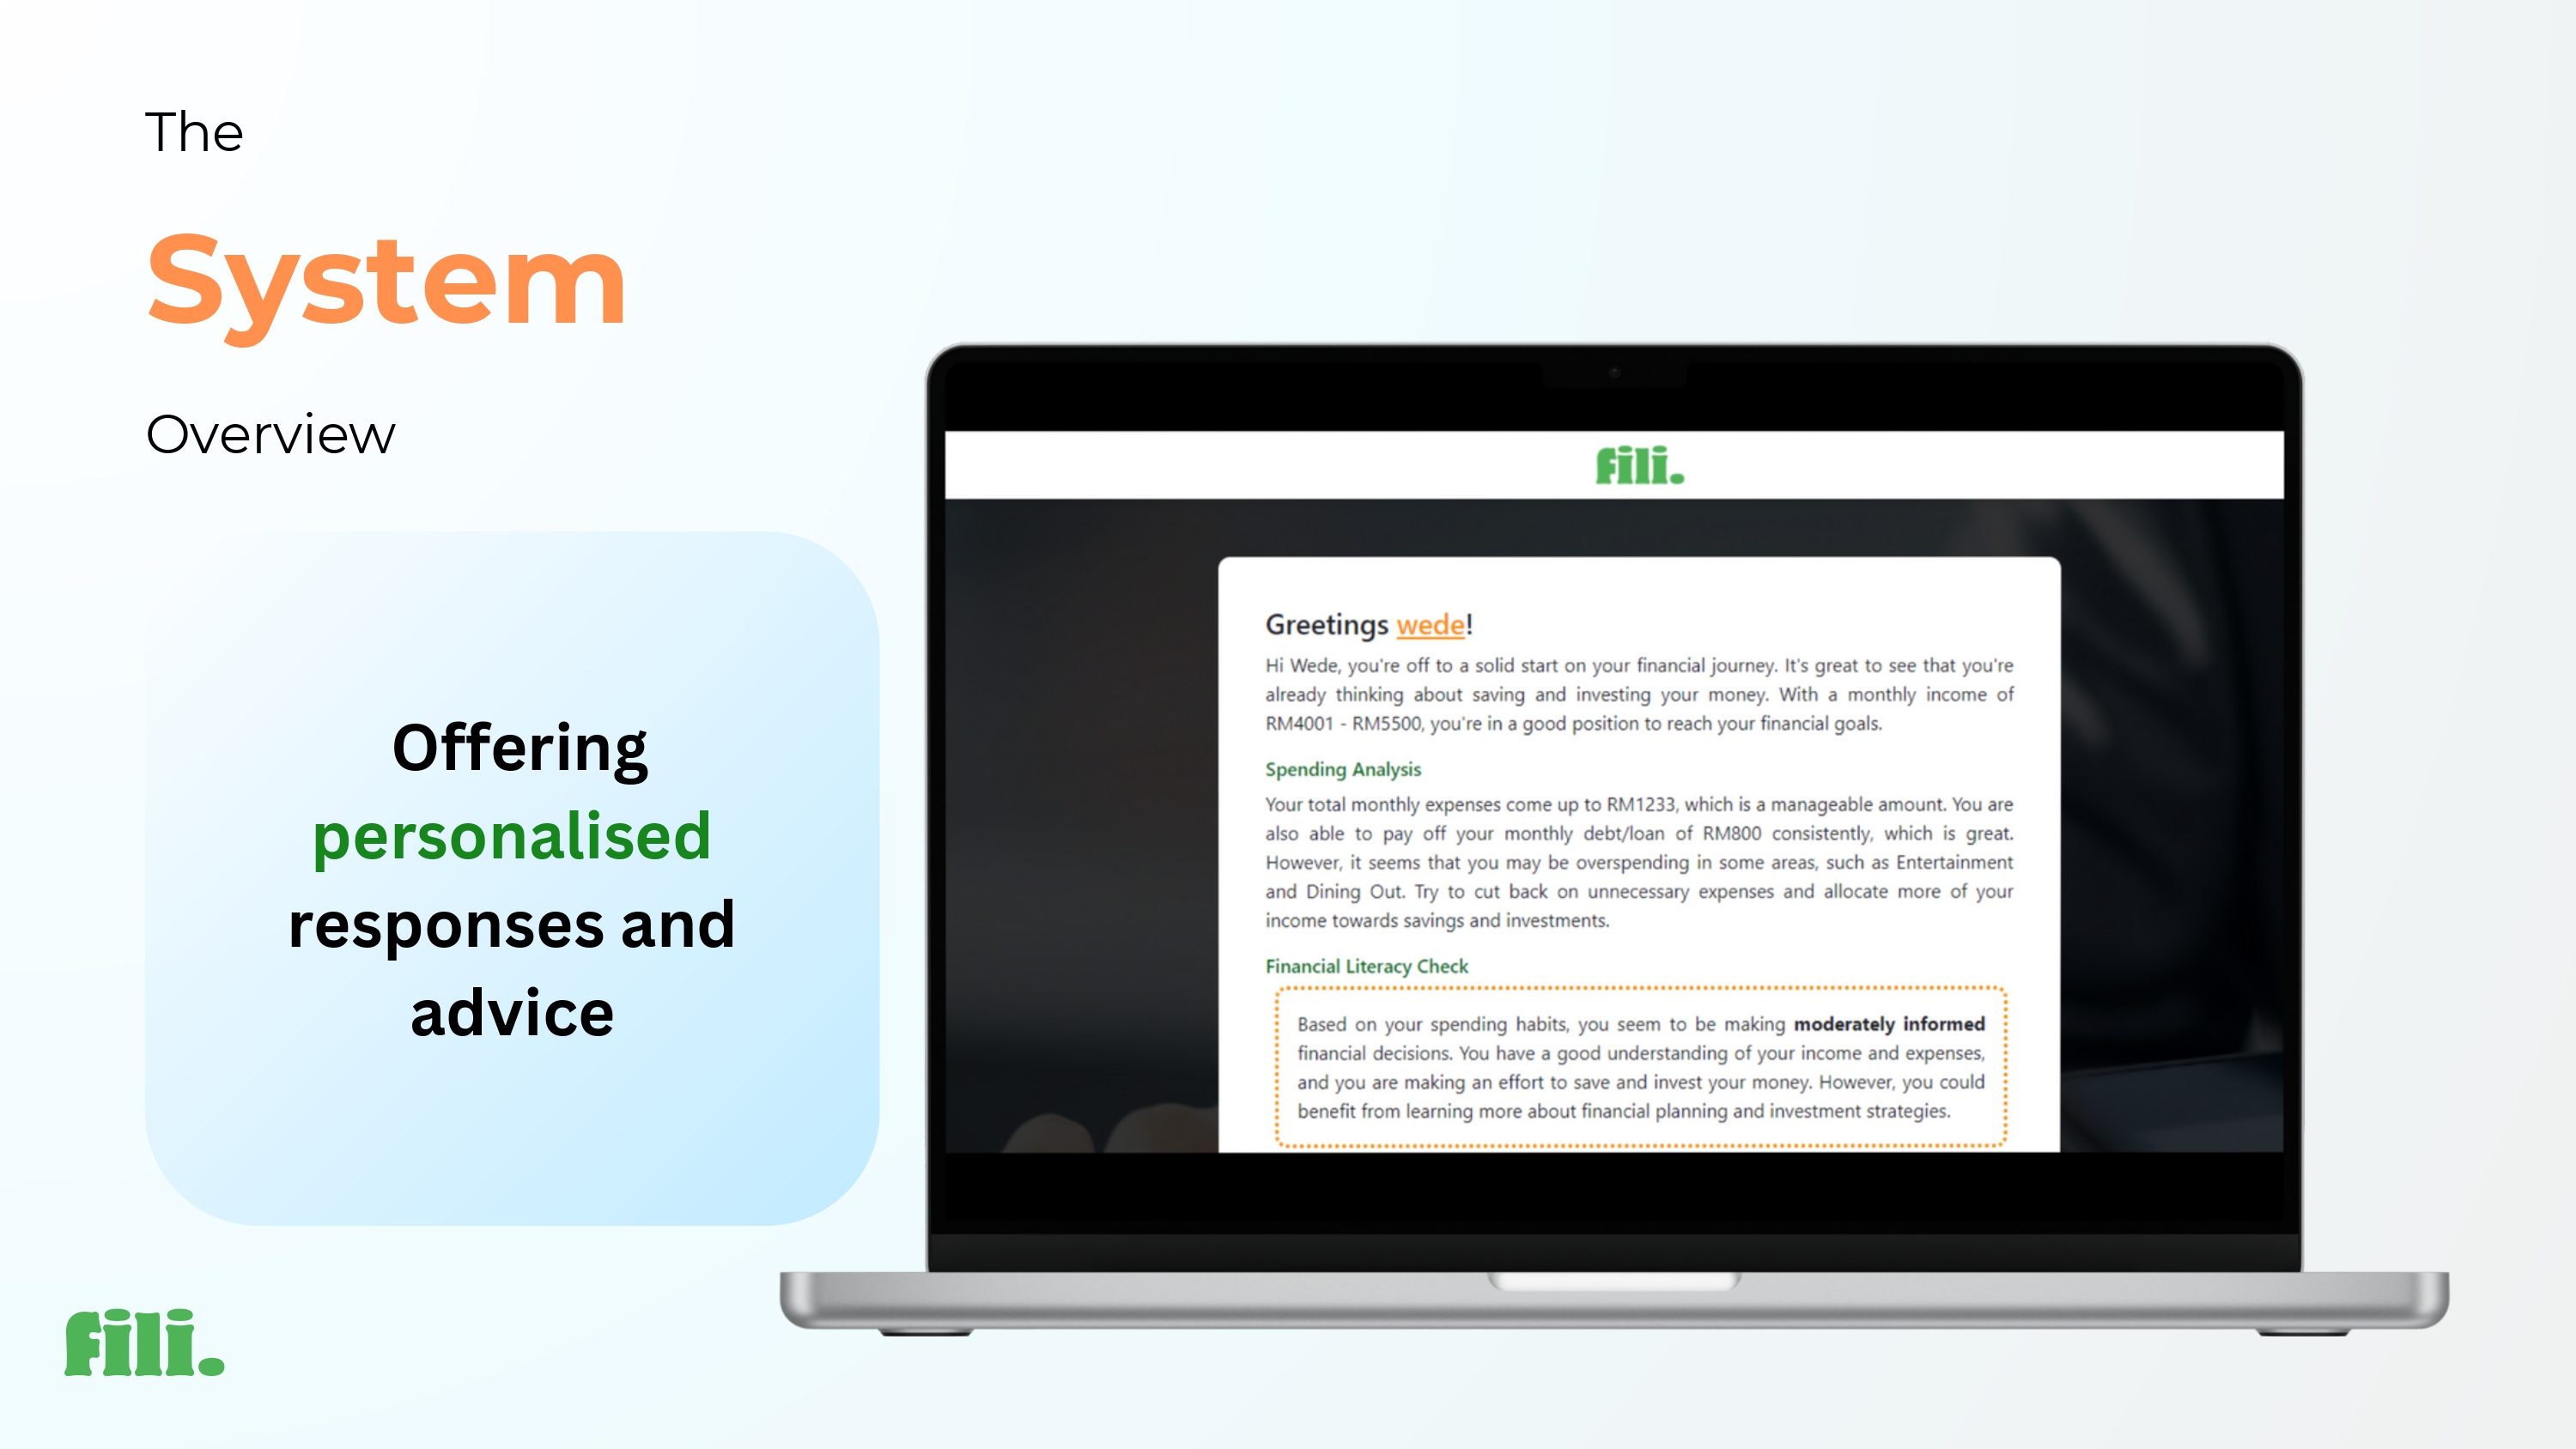 The
System
Overview
Offering
personalised
responses and
advice
fili.
fili.
Greetings wede!
Hi Wede, you're off to a solid start on your financial journey. It's great to see that you're
already thinking about saving and investing your money. With a monthly income of
RM4001 - RM5500, you're in a good position to reach your financial goals.
Spending Analysis
Your total monthly expenses come up to RM1233, which is a manageable amount. You are
also able to pay off your monthly debt/loan of RM800 consistently, which is great.
However, it seems that you may be overspending in some areas, such as Entertainment
and Dining Out. Try to cut back on unnecessary expenses and allocate more of your
income towards savings and investments.
Financial Literacy Check
Based on your spending habits, you seem to be making moderately informed
financial decisions. You have a good understanding of your income and expenses,
and you are making an effort to save and invest your money. However, you could
benefit from learning more about financial planning and investment strategies.